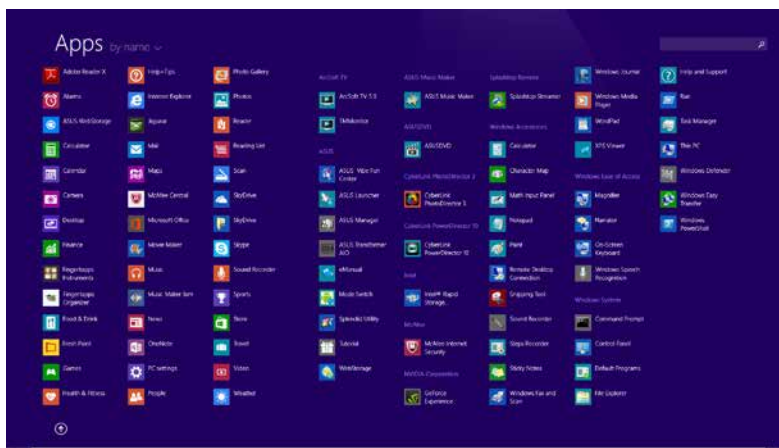 Apps by name
Adobe Reader X
Alarms
ASUS WebStorage
Calculator
Calendar
Camera
Desktop
Finance
Fingertapps
Instruments
Fingertapps
Organizer
Food & Drink
Fresh Paint
Games
Health & Fitness
Help+Tips
Internet Explorer
Jigsaw
Mail
Maps
McAfee Central
Microsoft Office
Movie Maker
Music
Music Maker Jam
News
OneNote
PC settings
People
Photo Gallery
Photos
Reader
Reading List
Scan
SkyDrive
SkyDrive
Skype
Sound Recorder
Sports
Store
Travel
Video
Weather
ArcSoft TV
ArcSoft TV 5.0
TMMonitor
ASUS
ASUS Vibe Fun
Center
ASUS Launcher
ASUS Manager
ASUS Transformer
AIO
eManual
Mode Switch
Splendid Utility
Tutorial
WebStorage
ASUS Music Maker
ASUS Music Maker
ASUSDVD
ASUSDVD
CyberLink PhotoDirector 3
CyberLink
PhotoDirector 3
CyberLink PowerDirector 10
CyberLink
PowerDirector 10
Intel
Intel® Rapid
Storage
McAfee
McAfee Internet
Security
NVIDIA Corporation
GeForce
Experience
Splashtop Remote
Splashtop Streamer
Windows Accessories
Calculator
Character Map
Math Input Panel
Notepad
Paint
Remote Desktop
Connection
Snipping Tool
Sound Recorder
Steps Recorder
Sticky Notes
Windows Fax and
Scan
Windows Journal
Windows Media
Player
WordPad
XPS Viewer
Windows Ease of Access
Magnifier
Narrator
On-Screen
Keyboard
Windows Speech
Recognition
Windows System
Command Prompt
Control Panel
Default Programs
File Explorer
Help and Support
Run
Task Manager
This PC
Windows Defender
Windows Easy
Transfer
Windows
PowerShell